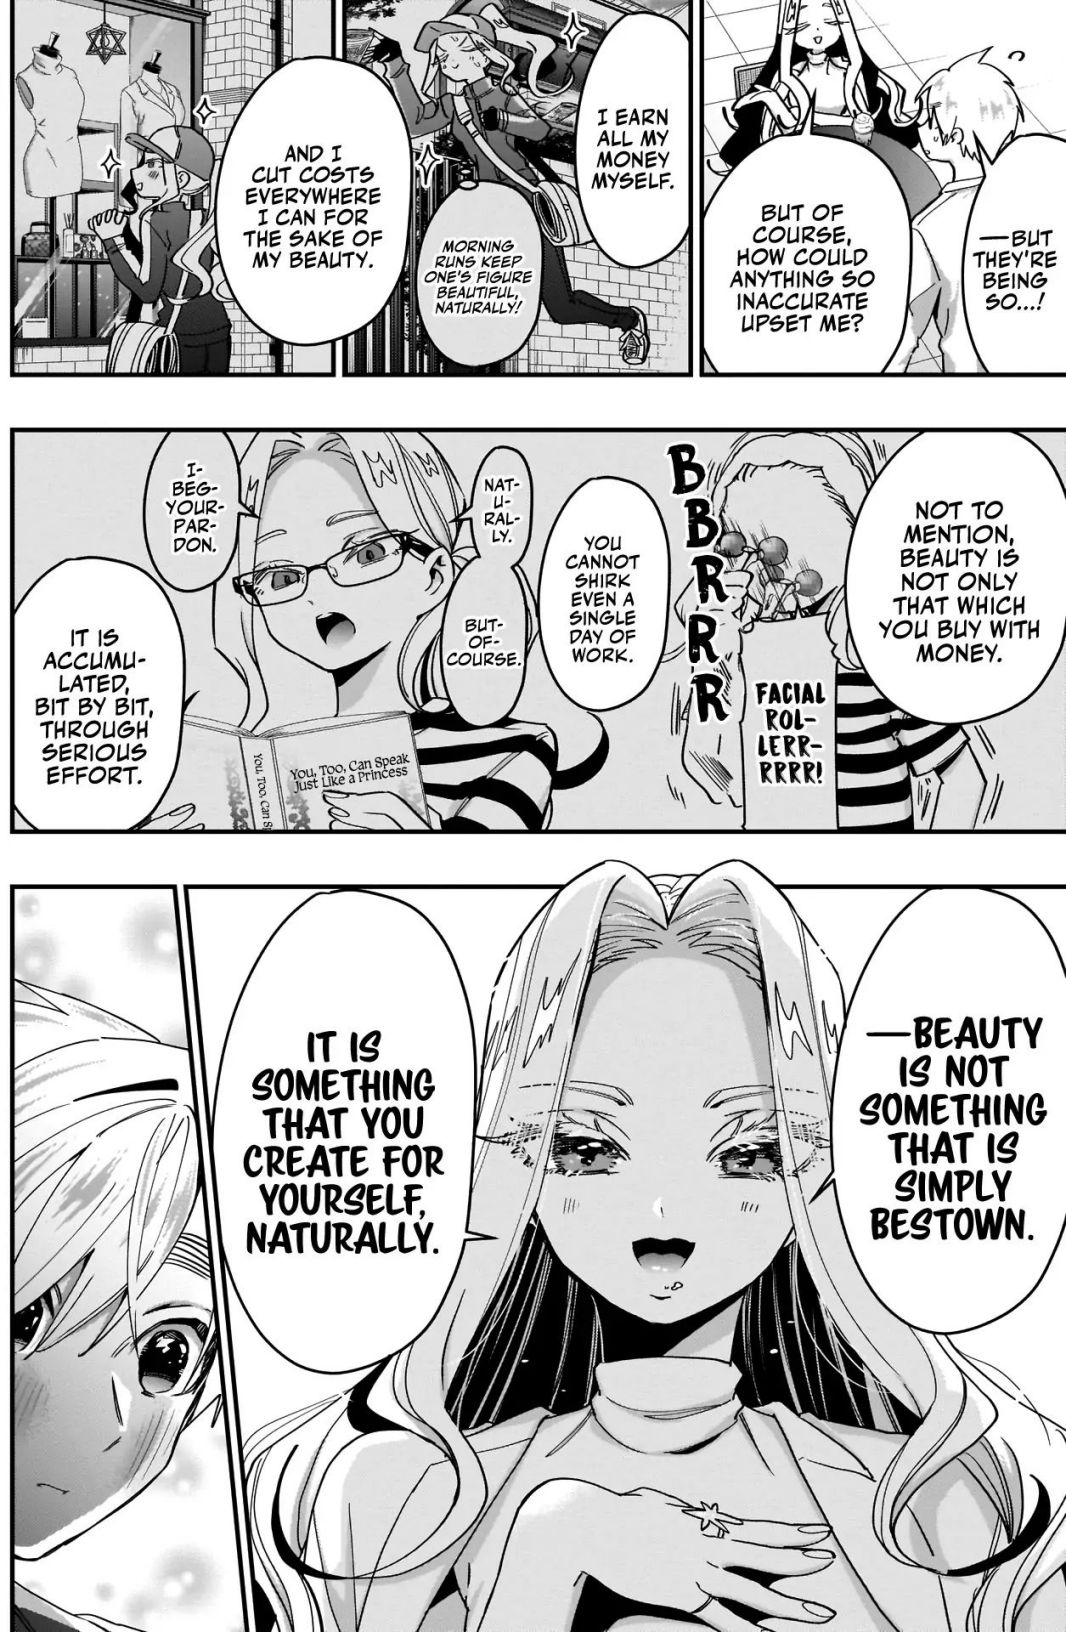 —BUT
THEY'RE
BEING
SO...!
BUT OF
COURSE,
HOW COULD
ANYTHING SO
INACCURATE
UPSET ME?
I EARN
ALL MY
MONEY
MYSELF.
MORNING
RUNS KEEP
ONE'S FIGURE
BEAUTIFUL,
NATURALLY!
AND I
CUT COSTS
EVERYWHERE
I CAN FOR
THE SAKE OF
MY BEAUTY.
NOT TO
MENTION,
BEAUTY IS
NOT ONLY
THAT WHICH
YOU BUY WITH
MONEY.
BBRRR
FACIAL
ROL-
LERR-
RRRR!
YOU
CANNOT
SHIRK
EVEN A
SINGLE
DAY OF
WORK.
NAT-
U-
RAL-
LY.
BUT-
OF-
COURSE.
I-
BEG-
YOUR-
PAR-
DON.
You, Too, Can Speak
Just Like a Princess
You, Too, Can Sp
IT IS
ACCUMU-
LATED,
BIT BY BIT,
THROUGH
SERIOUS
EFFORT.
—BEAUTY
IS NOT
SOMETHING
THAT IS
SIMPLY
BESTOWN.
IT IS
SOMETHING
THAT YOU
CREATE FOR
YOURSELF,
NATURALLY.